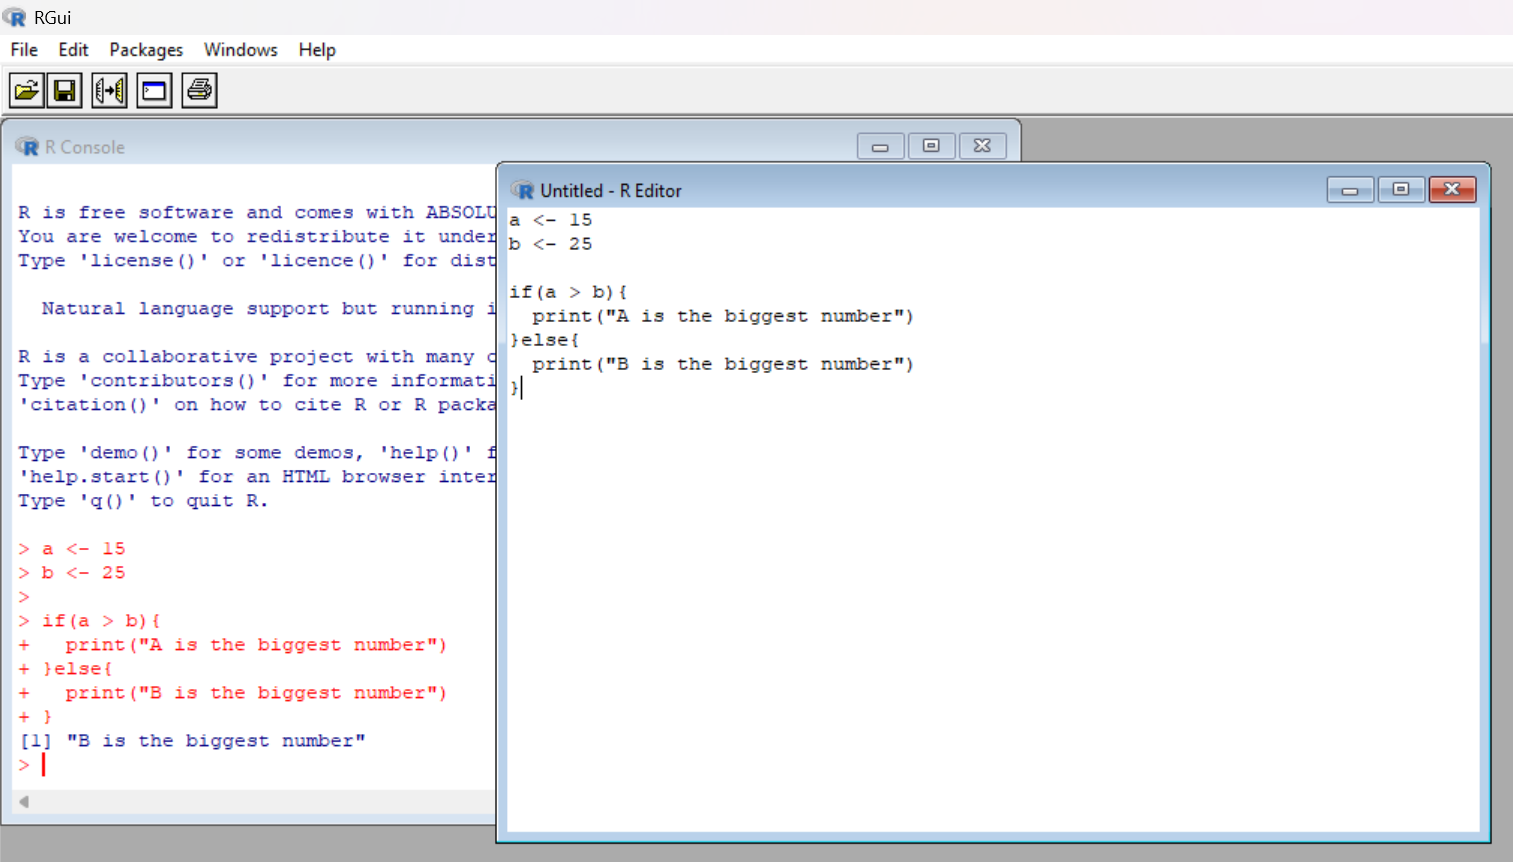 RGui
File Edit Packages Windows Help
R Console
R is free software and comes with ABSOLU
You are welcome to redistribute it under
Type 'license()' or 'licence()' for dist
  Natural language support but running i
R is a collaborative project with many c
Type 'contributors()' for more informati
'citation()' on how to cite R or R packa
Type 'demo()' for some demos, 'help()' f
'help.start()' for an HTML browser inter
Type 'q()' to quit R.
> a <- 15
> b <- 25
>
> if(a > b){
+   print("A is the biggest number")
+ }else{
+   print("B is the biggest number")
+ }
[1] "B is the biggest number"
>
Untitled - R Editor
a <- 15
b <- 25
if(a > b){
  print("A is the biggest number")
}else{
  print("B is the biggest number")
}